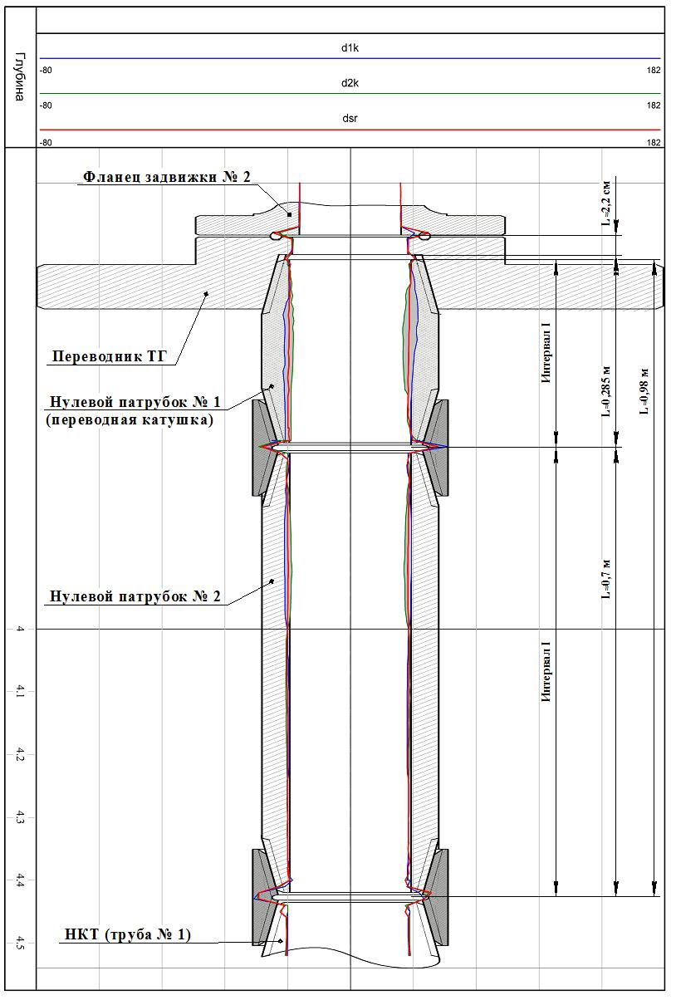 Глубина
d1k
-80
182
d2k
-80
182
dsr
-80
182
Фланец задвижки № 2
L=2,2 см
Переводник ТГ
Интервал I
Нулевой патрубок № 1
(переводная катушка)
L=0,285 м
L=0,98 м
Нулевой патрубок № 2
L=0,7 м
4
Интервал I
4.1
4.2
4.3
4.4
НКТ (труба № 1)
4.5